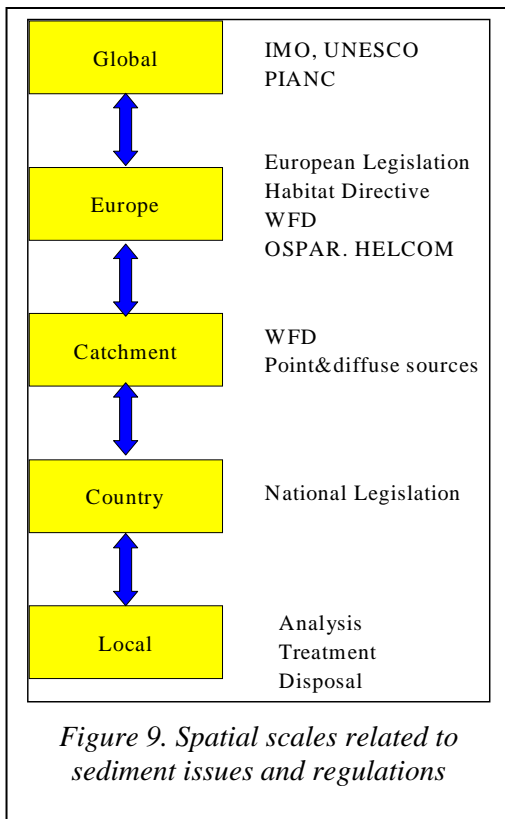 Global
IMO, UNESCO
PIANC
Europe
European Legislation
Habitat Directive
WFD
OSPAR. HELCOM
Catchment
WFD
Point&diffuse sources
Country
National Legislation
Local
Analysis
Treatment
Disposal
Figure 9. Spatial scales related to
sediment issues and regulations